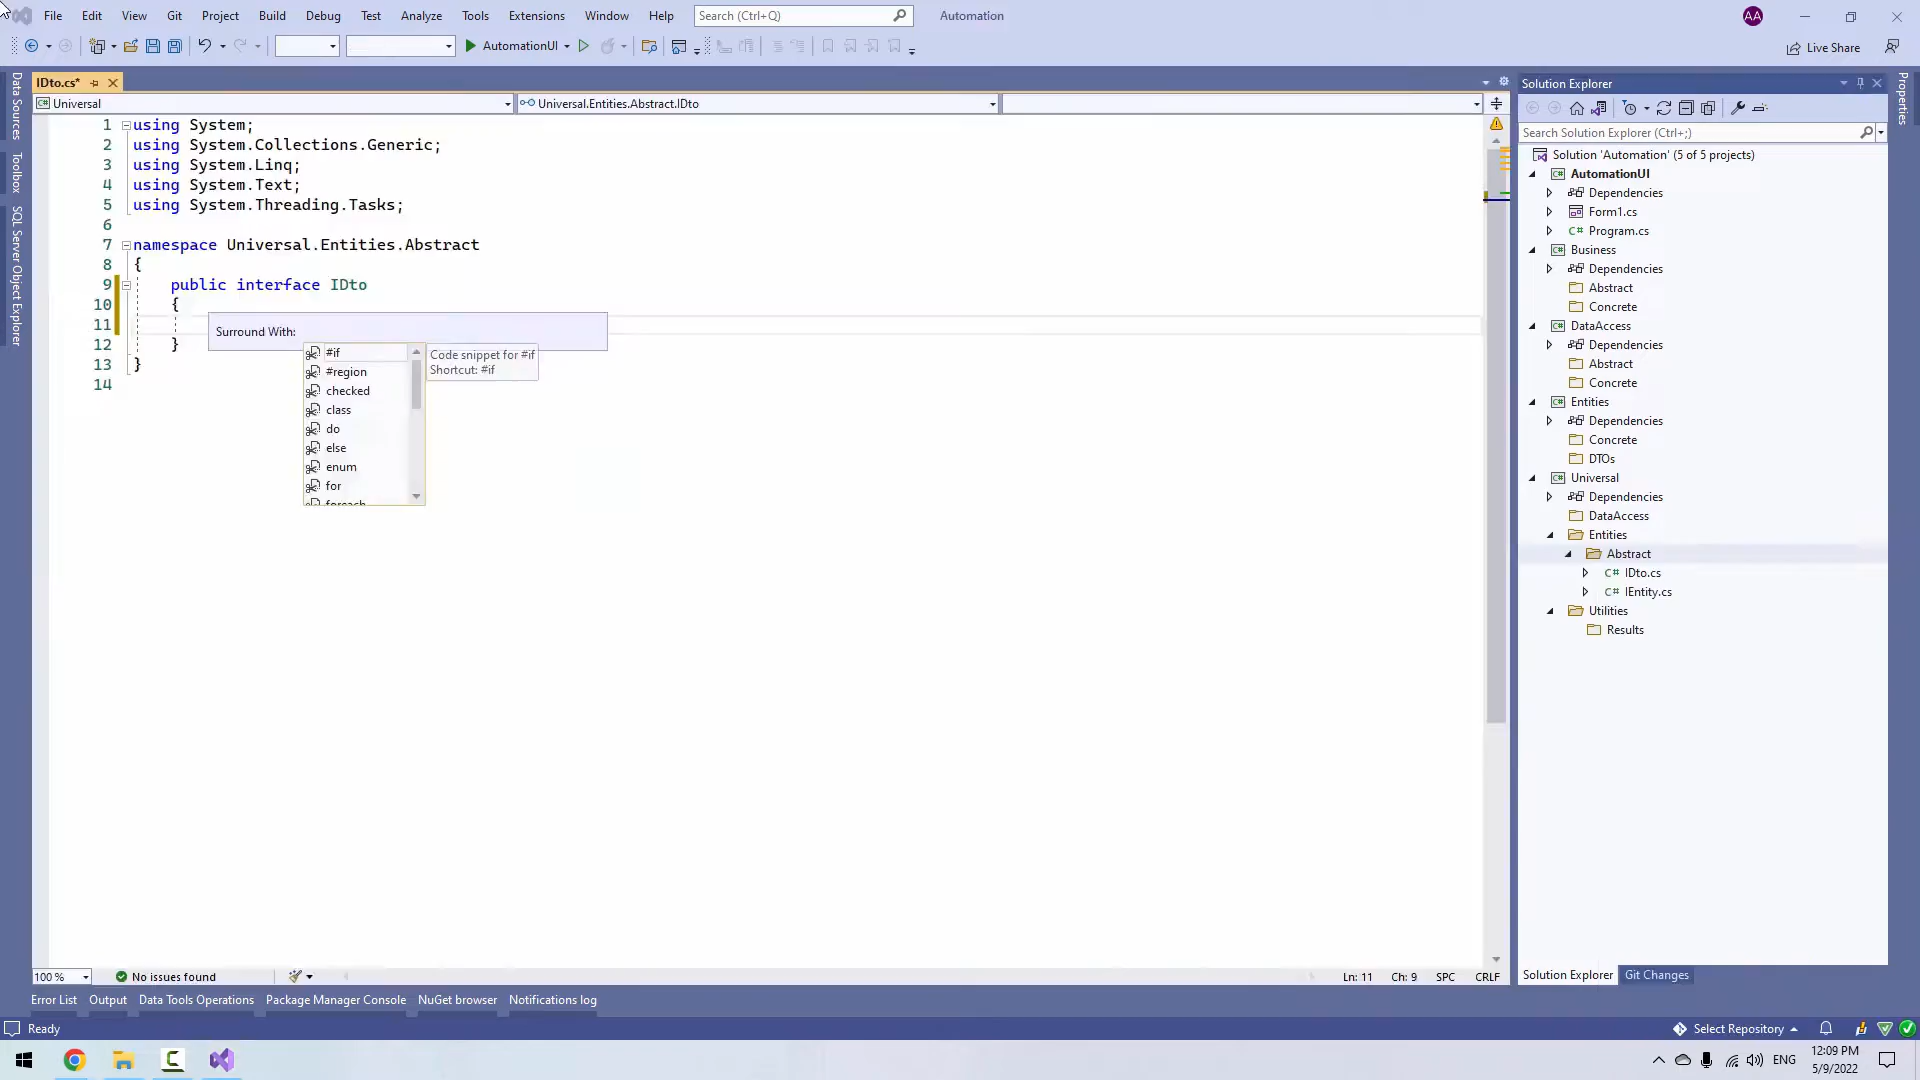 File Edit View Git Project Build Debug Test Analyze Tools Extensions Window Help Search (Ctrl+Q) Automation AA
AutomationUI Live Share
IDto.cs*
Universal Universal.Entities.Abstract.IDto
1 using System;
2 using System.Collections.Generic;
3 using System.Linq;
4 using System.Text;
5 using System.Threading.Tasks;
6
7 namespace Universal.Entities.Abstract
8 {
9 public interface IDto
10 {
11
12 }
13 }
14
Surround With:
#if
#region
checked
class
do
else
enum
for
foreach
Code snippet for #if
Shortcut: #if
Data Sources
Toolbox
SQL Server Object Explorer
Solution Explorer
Search Solution Explorer (Ctrl+;)
Solution 'Automation' (5 of 5 projects)
AutomationUI
Dependencies
Form1.cs
Program.cs
Business
Dependencies
Abstract
Concrete
DataAccess
Dependencies
Abstract
Concrete
Entities
Dependencies
Concrete
DTOs
Universal
Dependencies
DataAccess
Entities
Abstract
IDto.cs
IEntity.cs
Utilities
Results
Properties
100 % No issues found Ln: 11 Ch: 9 SPC CRLF
Solution Explorer Git Changes
Error List Output Data Tools Operations Package Manager Console NuGet browser Notifications log
Ready Select Repository
ENG 12:09 PM
5/9/2022